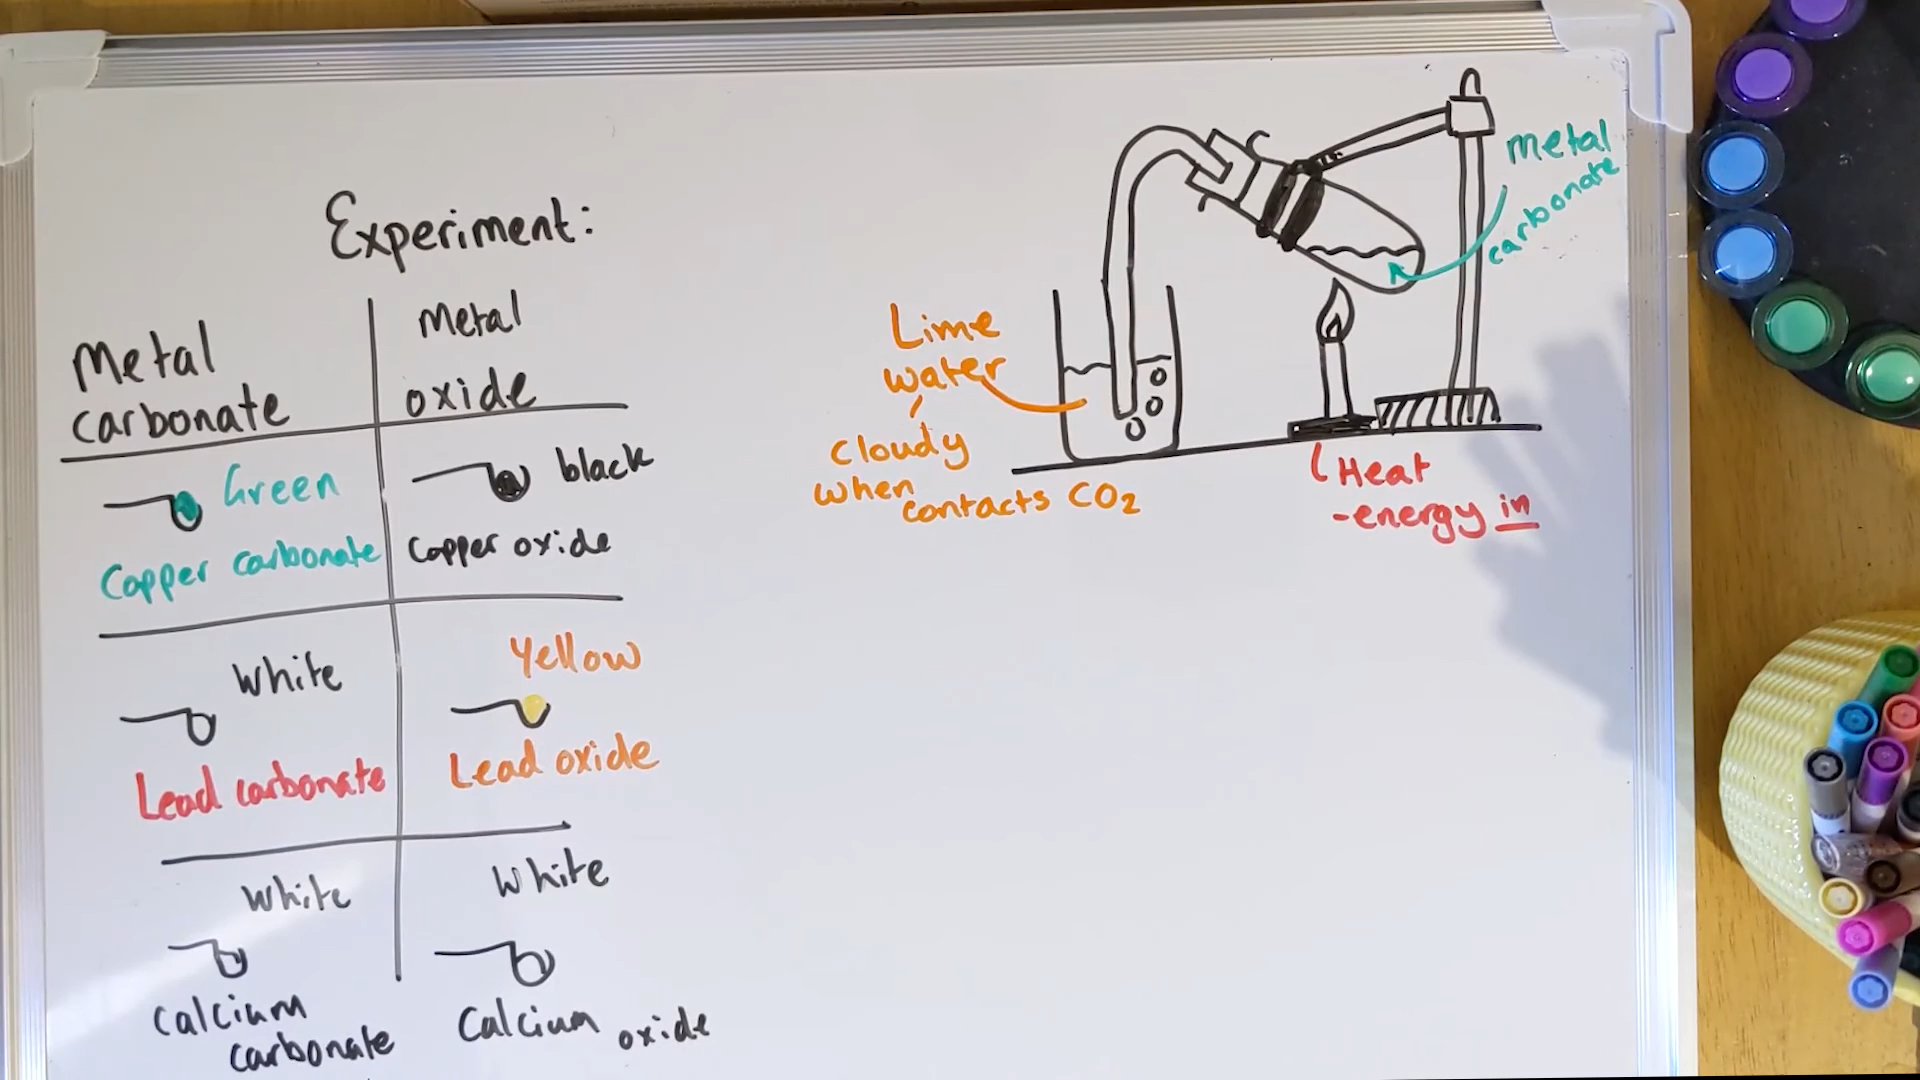 Experiment:
Metal
carbonate
Metal
oxide
Green
Copper carbonate
black
Copper oxide
White
Lead carbonate
Yellow
Lead oxide
White
Calcium
carbonate
White
Calcium oxide
Metal
carbonate
Lime
water
Cloudy
when
contacts CO2
Heat
-energy in